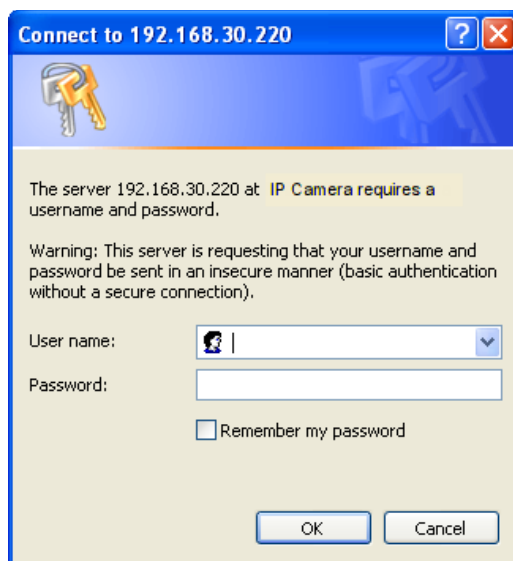 Connect to 192.168.30.220
The server 192.168.30.220 at IP Camera requires a
username and password.
Warning: This server is requesting that your username and
password be sent in an insecure manner (basic authentication
without a secure connection).
User name:
Password:
Remember my password
OK Cancel